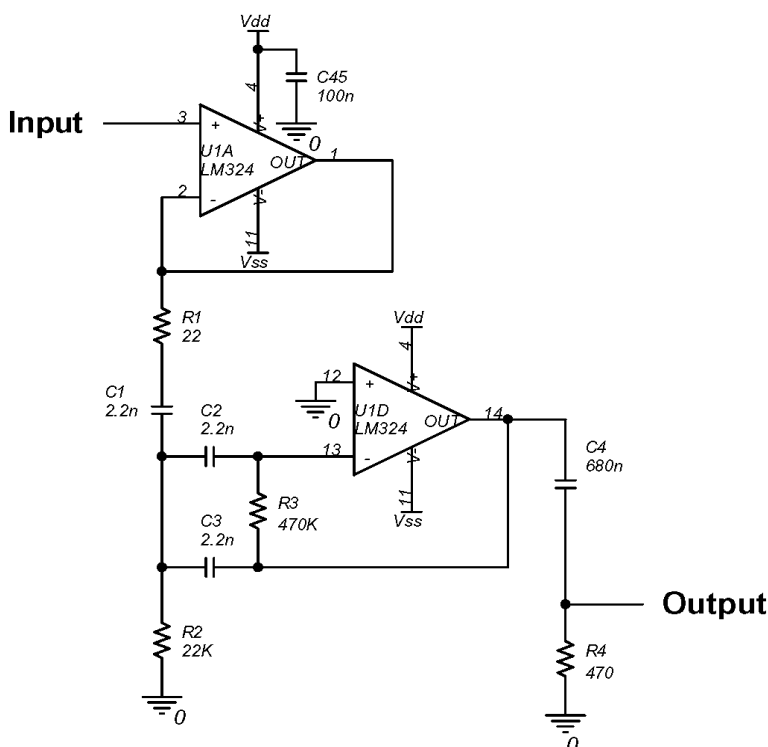 Vdd
C45
100n
4
V+
0
Input
3
+
U1A
LM324
OUT
1
2
-
V-
11
Vss
R1
22
Vdd
4
V+
C1
2.2n
C2
2.2n
12
+
0
U1D
LM324
OUT
14
13
-
V-
11
Vss
C4
680n
R3
470K
C3
2.2n
Output
R2
22K
0
R4
470
0